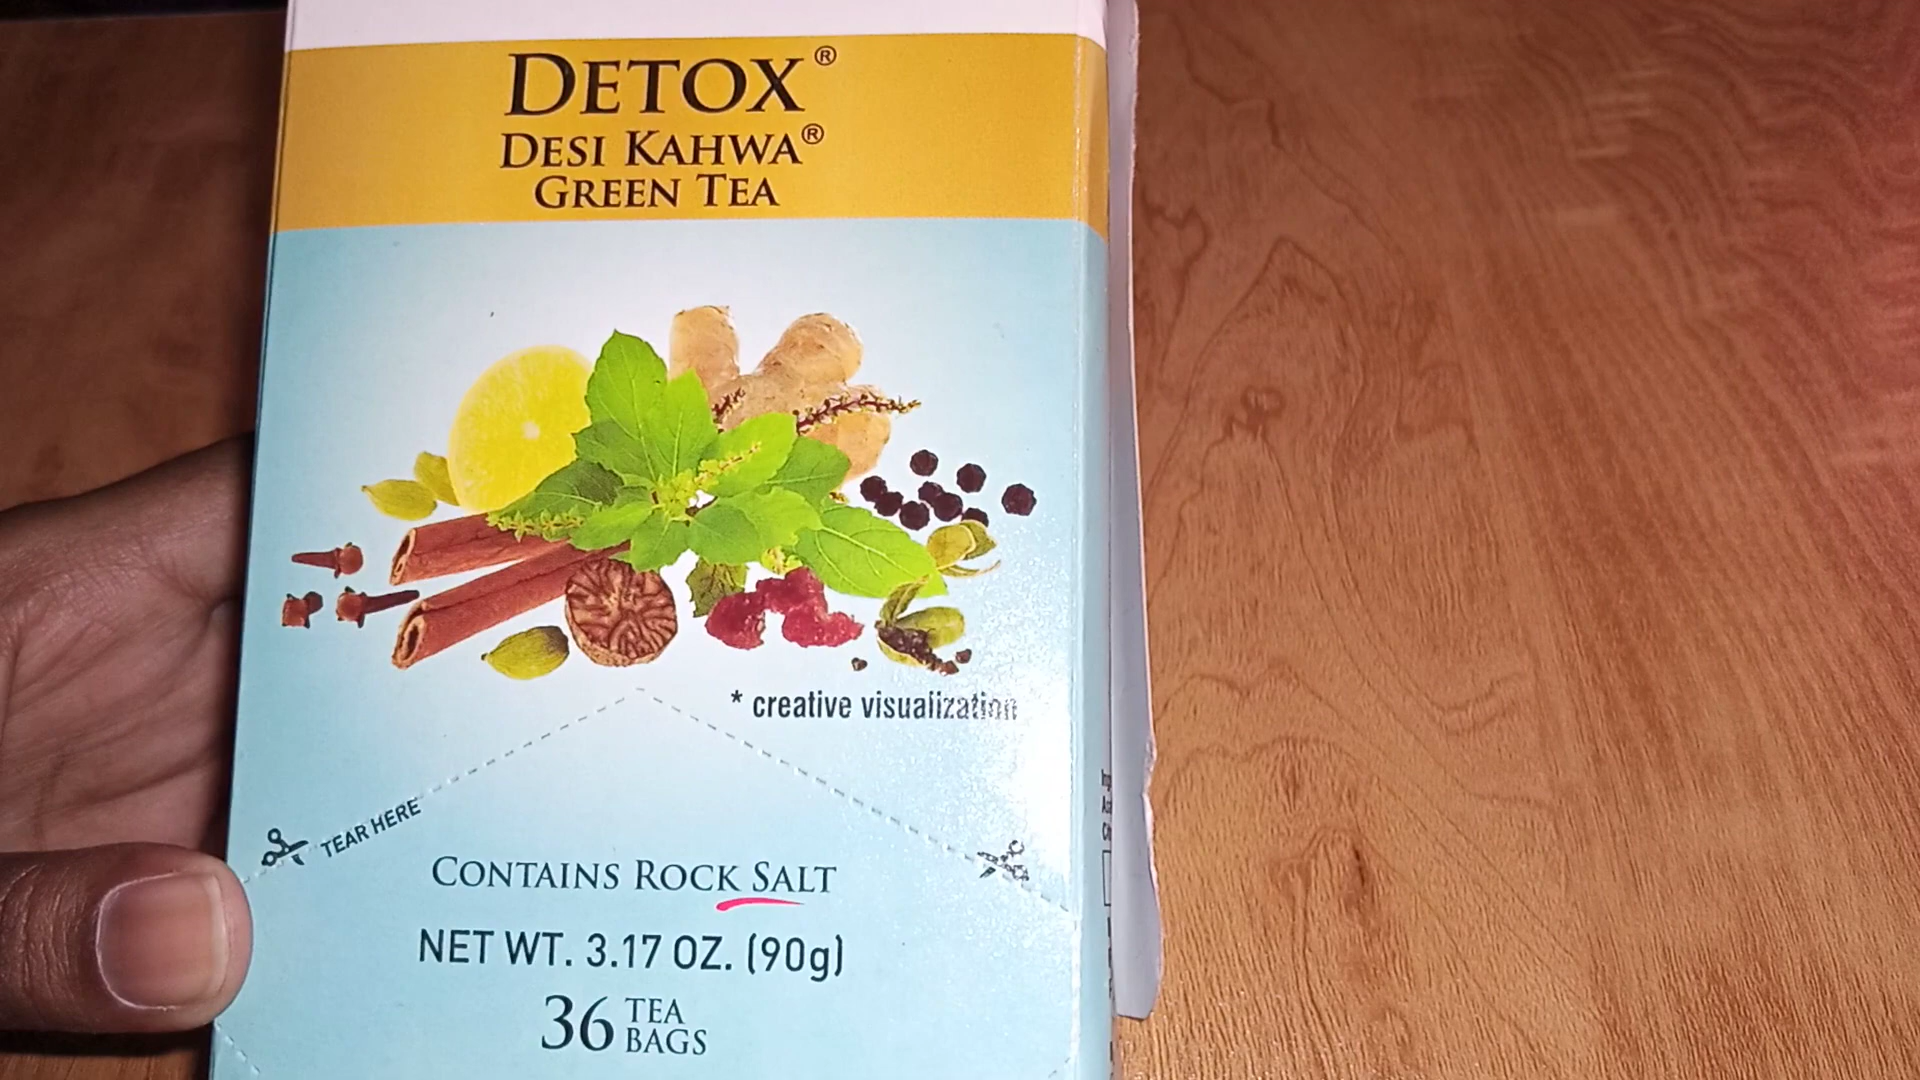 DETOX®
DESI KAHWA®
GREEN TEA
* creative visualization
TEAR HERE
CONTAINS ROCK SALT
NET WT. 3.17 OZ. (90g)
36 TEA BAGS